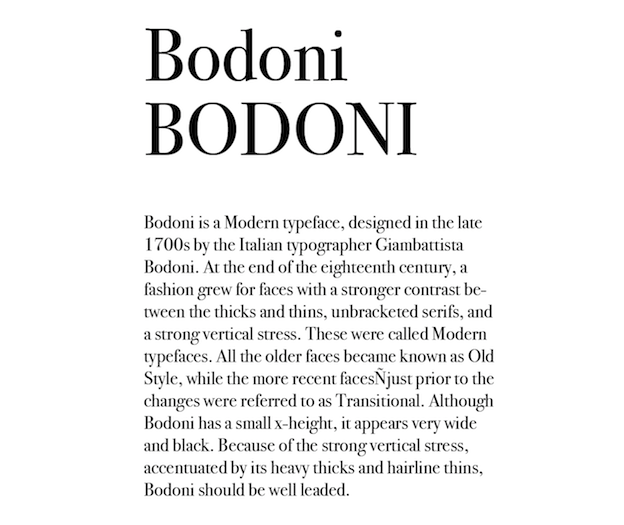 Bodoni
BODONI
Bodoni is a Modern typeface, designed in the late
1700s by the Italian typographer Giambattista
Bodoni. At the end of the eighteenth century, a
fashion grew for faces with a stronger contrast be-
tween the thicks and thins, unbracketed serifs, and
a strong vertical stress. These were called Modern
typefaces. All the older faces became known as Old
Style, while the more recent facesÑjust prior to the
changes were referred to as Transitional. Although
Bodoni has a small x-height, it appears very wide
and black. Because of the strong vertical stress,
accentuated by its heavy thicks and hairline thins,
Bodoni should be well leaded.